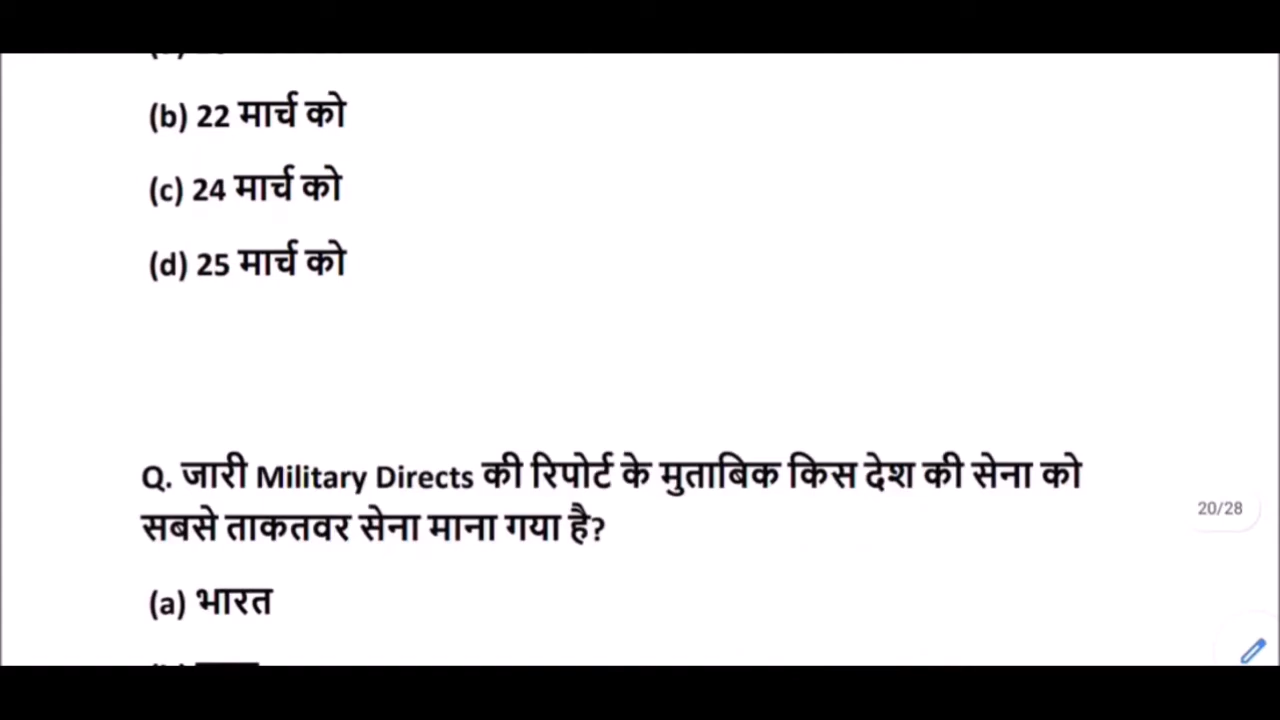 (b) 22 मार्च को
(c) 24 मार्च को
(d) 25 मार्च को
Q. जारी Military Directs की रिपोर्ट के मुताबिक किस देश की सेना को
सबसे ताकतवर सेना माना गया है?
20/28
(a) भारत